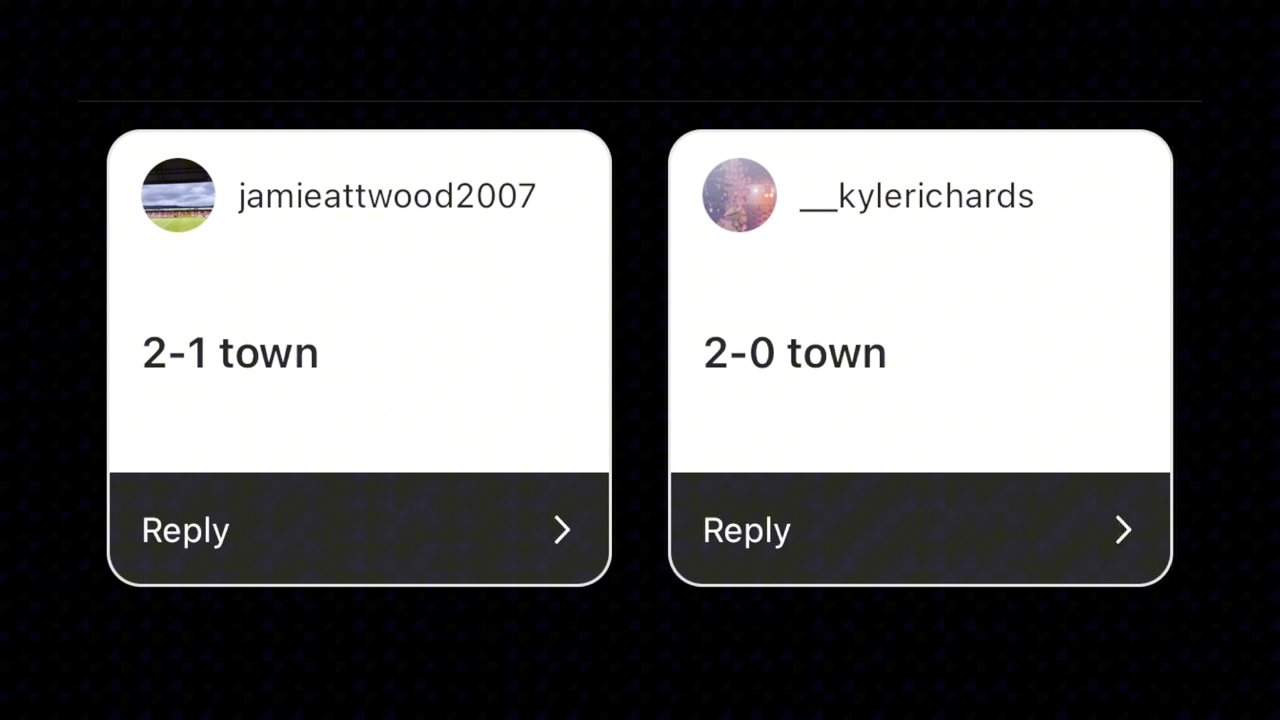 jamieattwood2007
2-1 town
Reply
__kylerichards
2-0 town
Reply